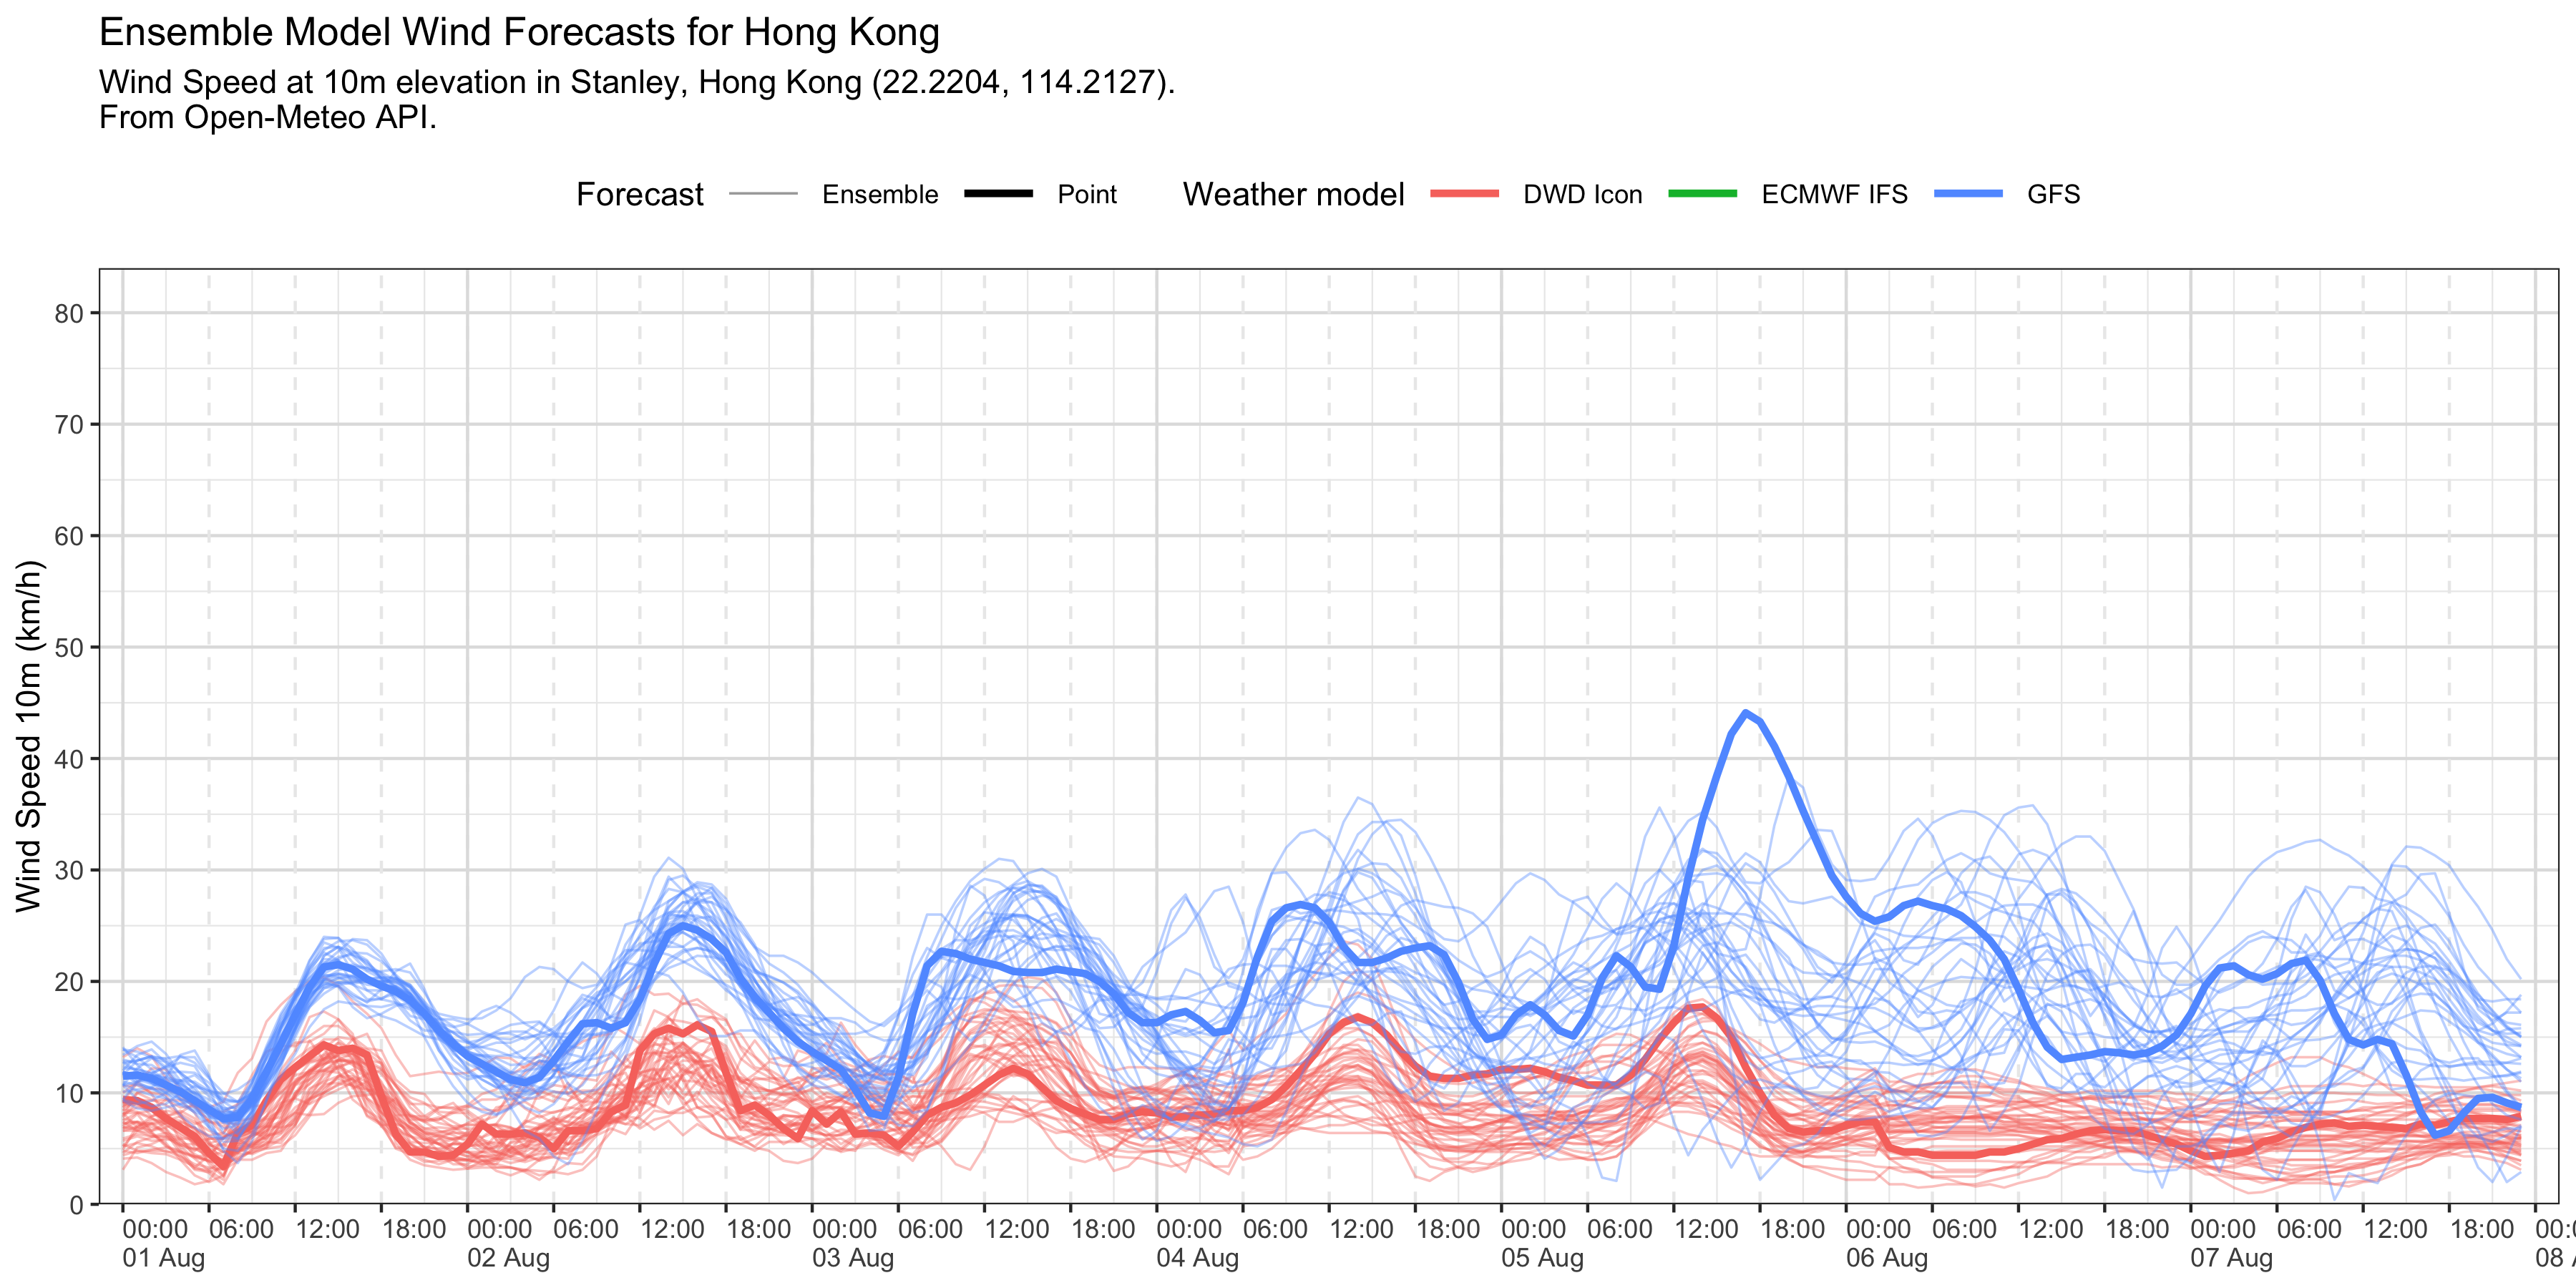 Ensemble Model Wind Forecasts for Hong Kong
Wind Speed at 10m elevation in Stanley, Hong Kong (22.2204, 114.2127).
From Open-Meteo API.
Forecast Ensemble Point Weather model DWD Icon ECMWF IFS GFS
Wind Speed 10m (km/h)
80
70
60
50
40
30
20
10
0
00:00 06:00 12:00 18:00 00:00 06:00 12:00 18:00 00:00 06:00 12:00 18:00 00:00 06:00 12:00 18:00 00:00 06:00 12:00 18:00 00:00 06:00 12:00 18:00 00:00 06:00 12:00 18:00
01 Aug 02 Aug 03 Aug 04 Aug 05 Aug 06 Aug 07 Aug 08